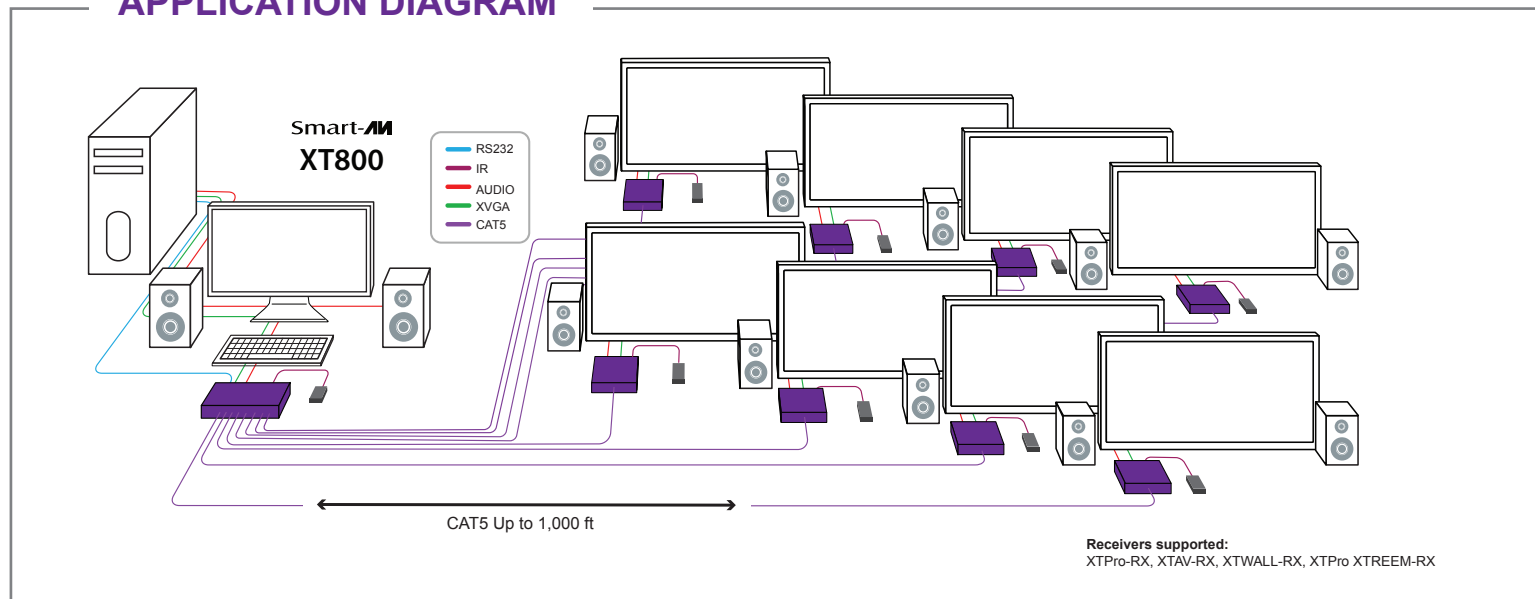 APPLICATION DIAGRAM
Smart-AVI
XT800
RS232
IR
AUDIO
XVGA
CAT5
CAT5 Up to 1,000 ft
Receivers supported:
XTPro-RX, XTAV-RX, XTWALL-RX, XTPro XTREEM-RX